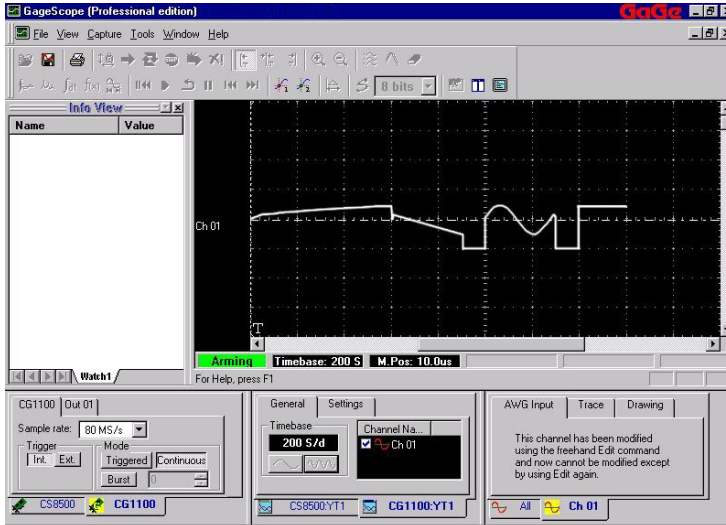 GageScope (Professional edition)
GaGe
File View Capture Tools Window Help
8 bits
Info View
Name Value
Ch 01
T
Arming Timebase: 200 S M.Pos: 10.0us
Watch1
For Help, press F1
CG1100 Out 01
Sample rate: 80 MS/s
Trigger
Int. Ext.
Mode
Triggered Continuous
Burst 0
CS8500 CG1100
General Settings
Timebase
200 S/d
Channel Na...
Ch 01
CS8500:YT1 CG1100:YT1
AWG Input Trace Drawing
This channel has been modified
using the freehand Edit command
and now cannot be modified except
by using Edit again.
All Ch 01